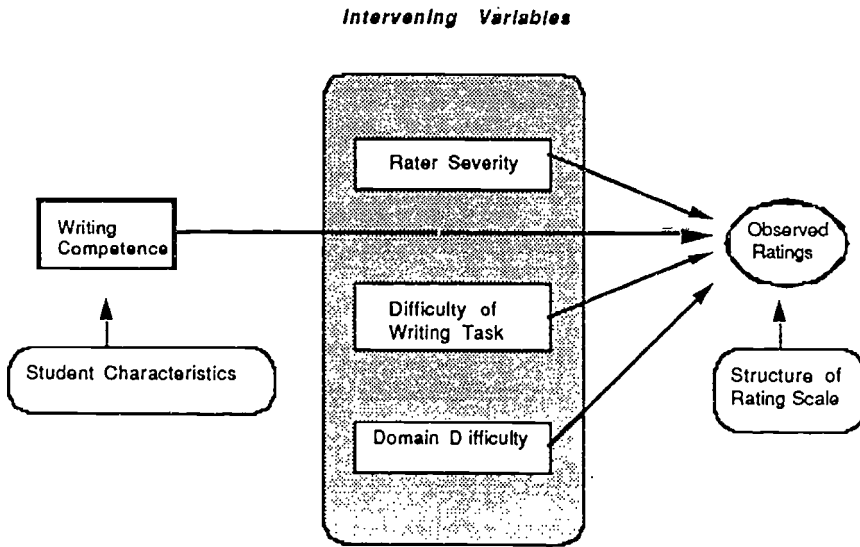 Intervening Variables
Rater Severity
Writing
Competence
Observed
Ratings
Difficulty of
Writing Task
Student Characteristics
Structure of
Rating Scale
Domain Difficulty